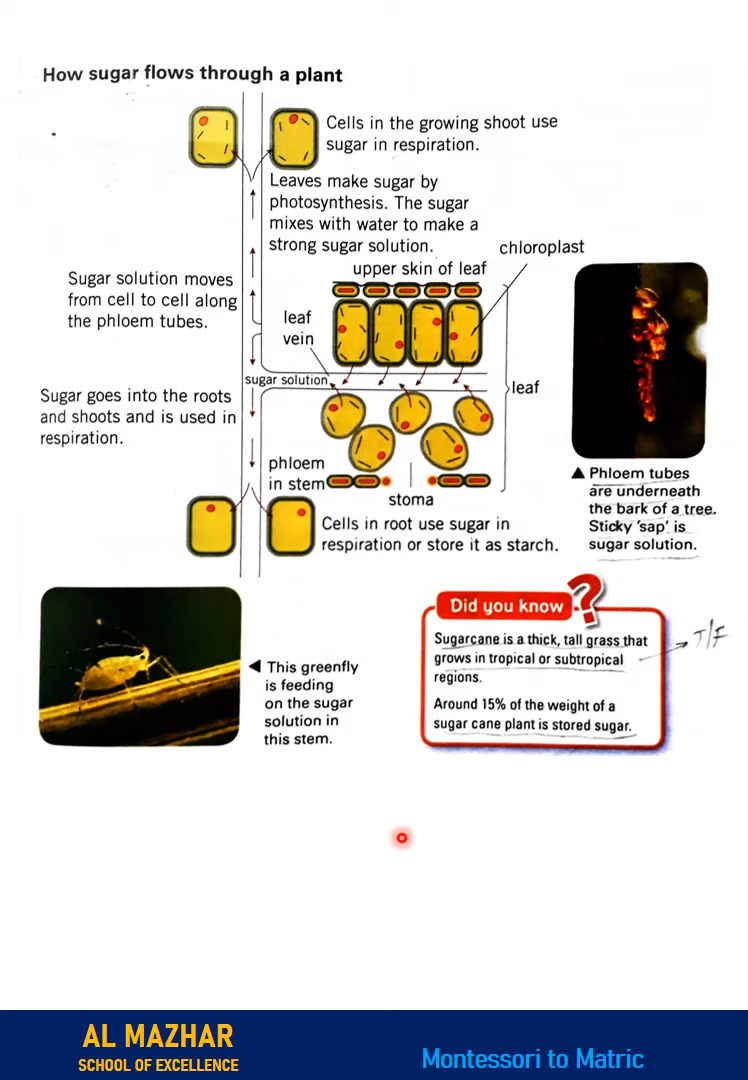 How sugar flows through a plant
Cells in the growing shoot use
sugar in respiration.
Leaves make sugar by
photosynthesis. The sugar
mixes with water to make a
strong sugar solution.
chloroplast
upper skin of leaf
Sugar solution moves
from cell to cell along
the phloem tubes.
leaf
vein
sugar solution
leaf
Sugar goes into the roots
and shoots and is used in
respiration.
phloem
in stem
stoma
Cells in root use sugar in
respiration or store it as starch.
▲ Phloem tubes
are underneath
the bark of a tree.
Sticky 'sap' is
sugar solution.
◄ This greenfly
is feeding
on the sugar
solution in
this stem.
Did you know ?
Sugarcane is a thick, tall grass that
grows in tropical or subtropical
regions.
T/F
Around 15% of the weight of a
sugar cane plant is stored sugar.
AL MAZHAR
SCHOOL OF EXCELLENCE
Montessori to Matric